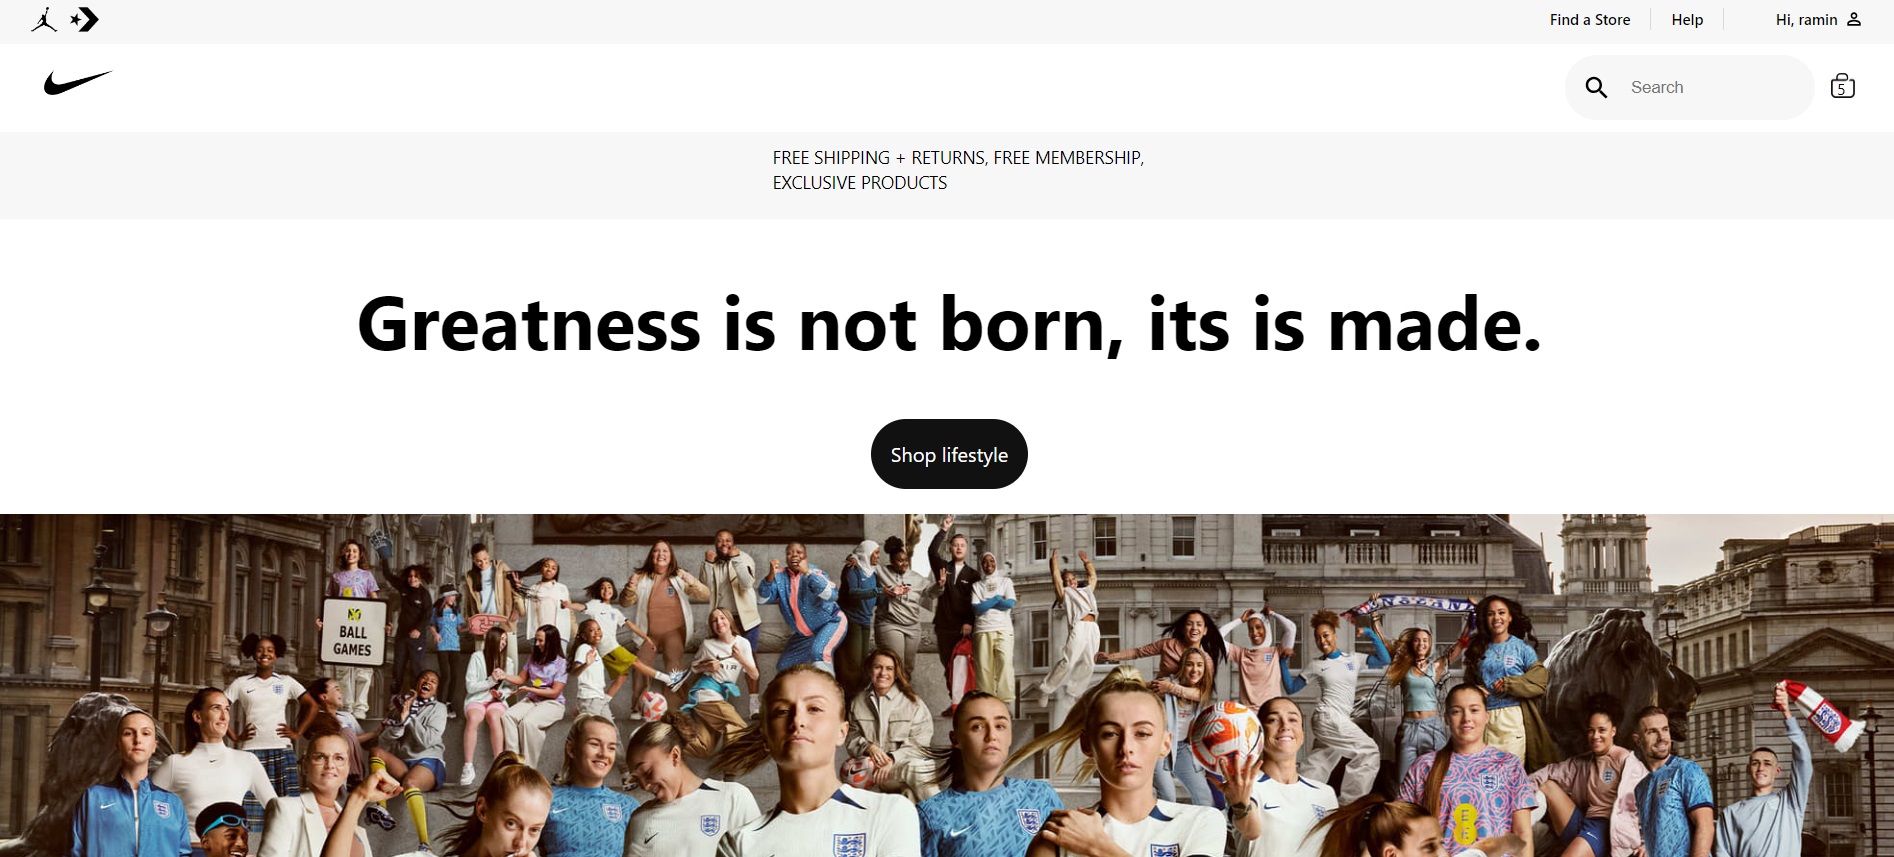 Find a Store
Help
Hi, ramin
Search
5
FREE SHIPPING + RETURNS, FREE MEMBERSHIP,
EXCLUSIVE PRODUCTS
Greatness is not born, its is made.
Shop lifestyle
BALL
GAMES